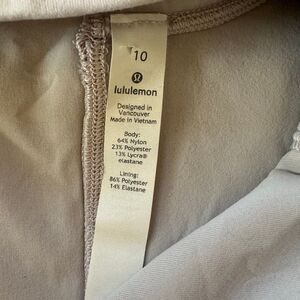 10
lululemon
Designed in
Vancouver
Made in Vietnam
Body:
64% Nylon
23% Polyester
13% Lycra®
elastane
Lining:
86% Polyester
14% Elastane